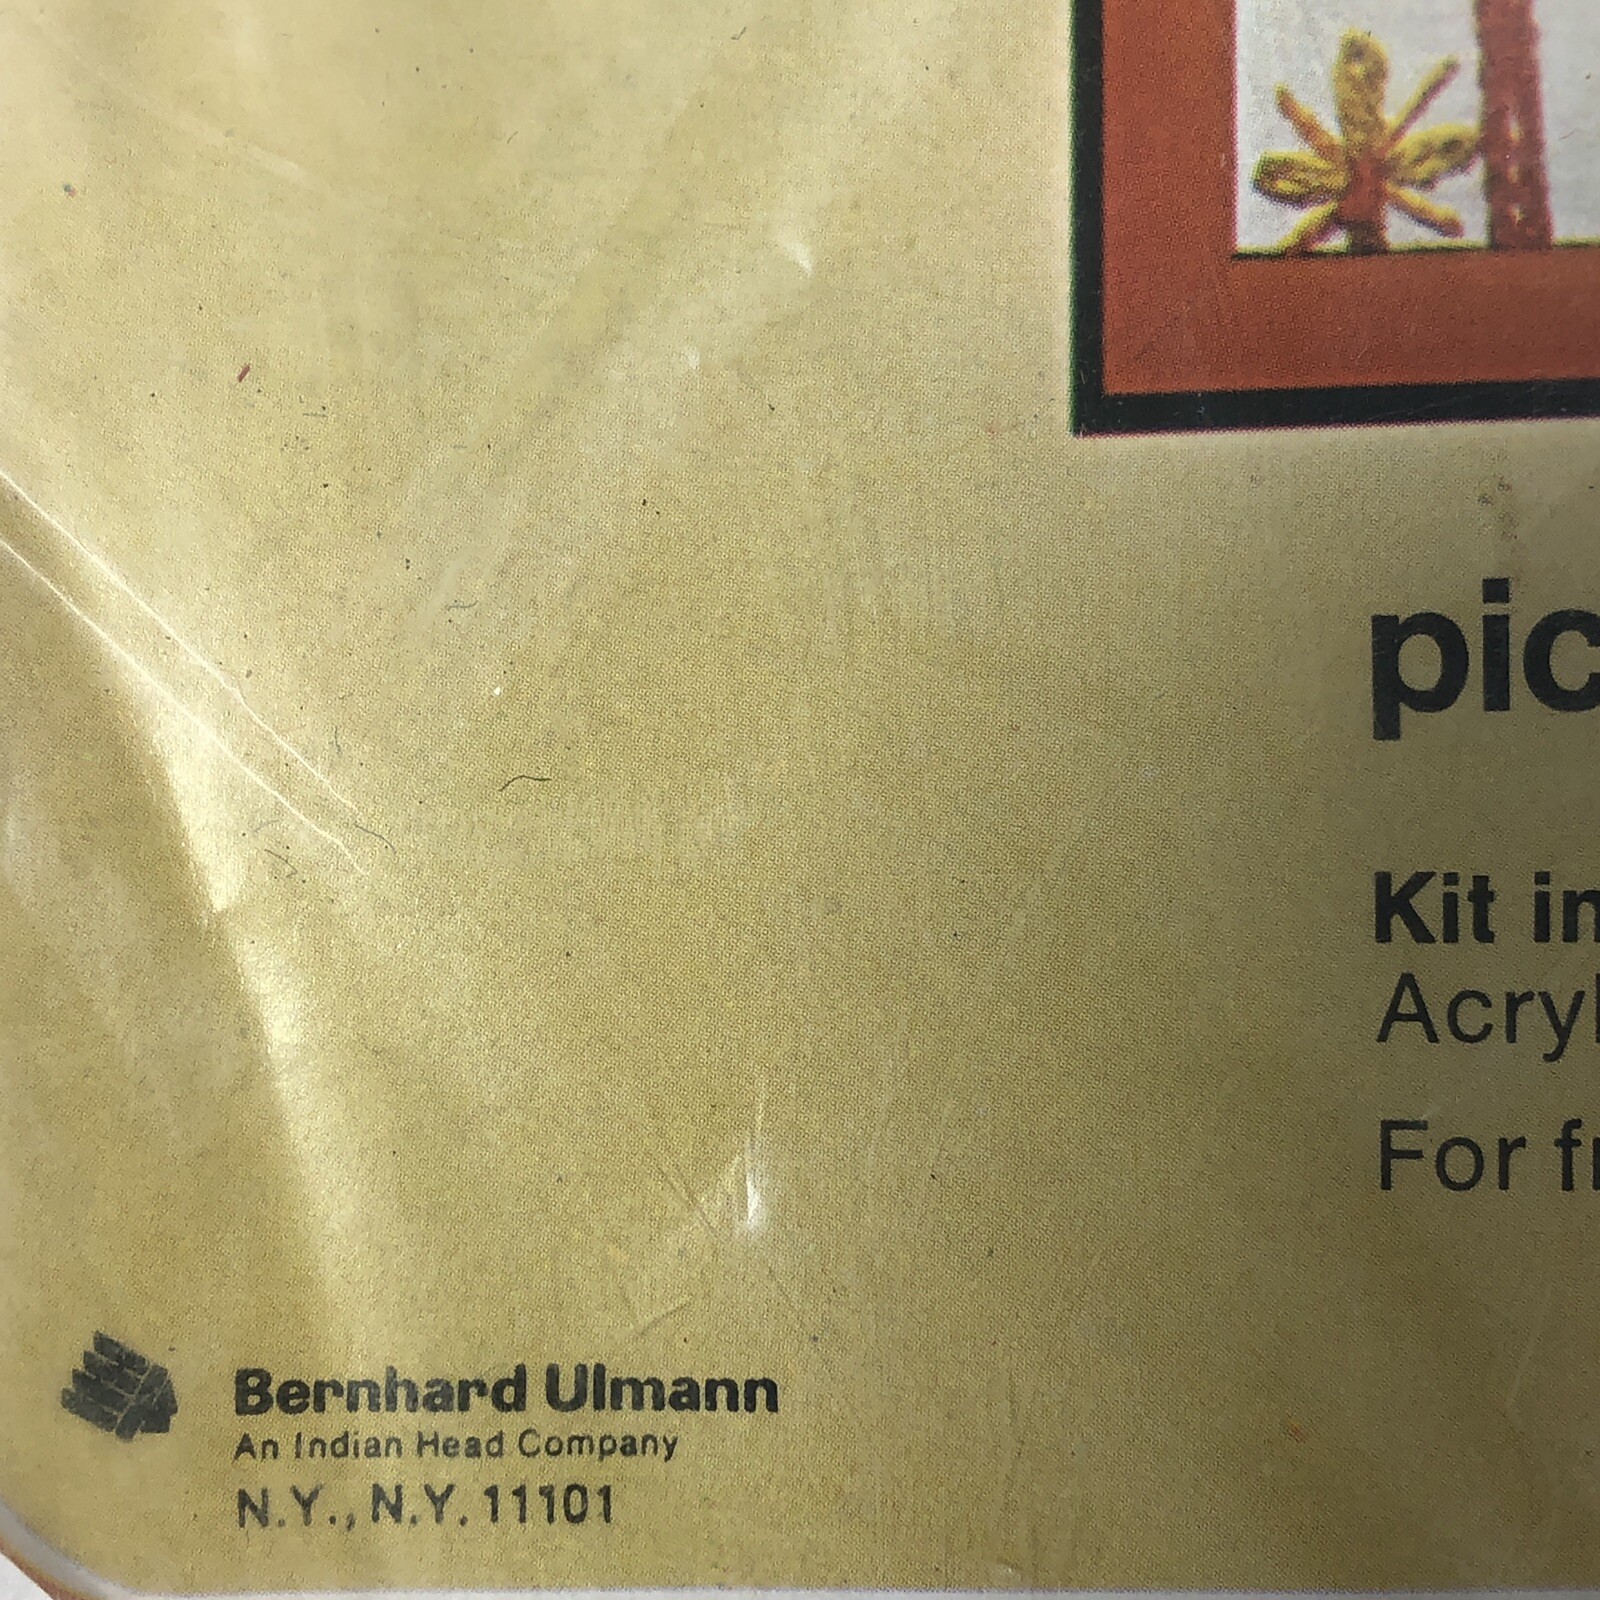 pic
Kit in
Acryl
For fr
Bernhard Ulmann
An Indian Head Company
N.Y., N.Y. 11101